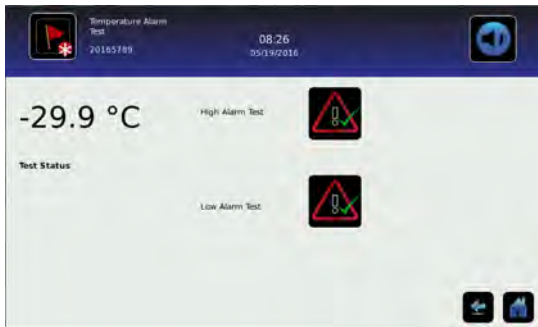 Temperature Alarm
Test
20165789
08:26
05/19/2016
-29.9 °C
High Alarm Test
Test Status
Low Alarm Test